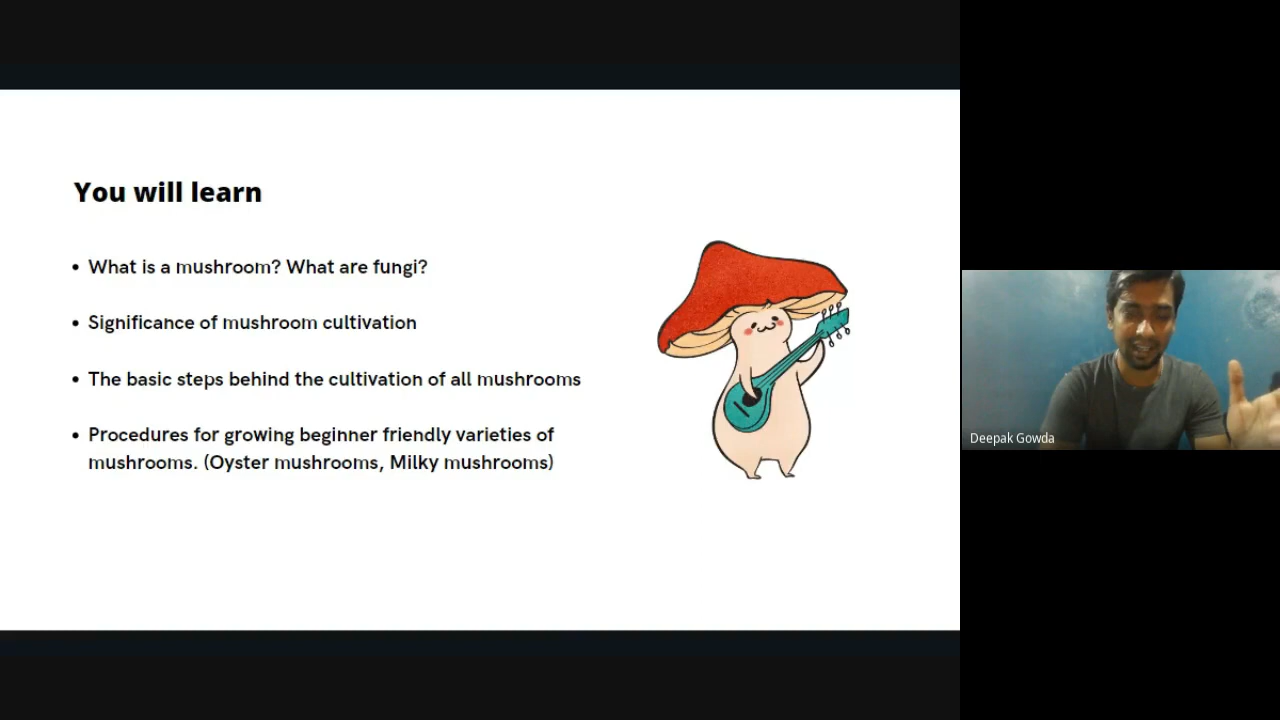 You will learn
• What is a mushroom? What are fungi?
• Significance of mushroom cultivation
• The basic steps behind the cultivation of all mushrooms
• Procedures for growing beginner friendly varieties of
mushrooms. (Oyster mushrooms, Milky mushrooms)
Deepak Gowda